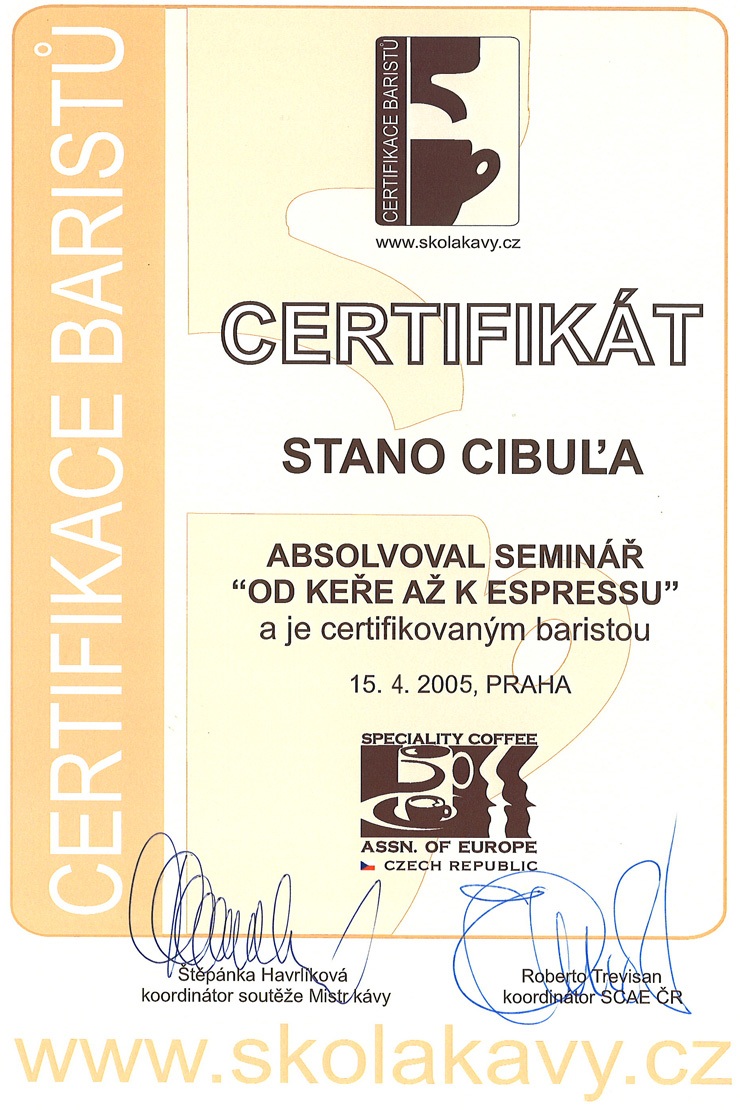 CERTIFIKACE BARISTŮ
CERTIFIKACE BARISTŮ
www.skolakavy.cz
CERTIFIKÁT
STANO CIBUĽA
ABSOLVOVAL SEMINÁŘ
“OD KEŘE AŽ K ESPRESSU”
a je certifikovaným baristou
15. 4. 2005, PRAHA
SPECIALITY COFFEE
ASSN. OF EUROPE
CZECH REPUBLIC
Štěpánka Havrlíková
koordinátor soutěže Mistr kávy
Roberto Trevisan
koordinátor SCAE ČR
www.skolakavy.cz